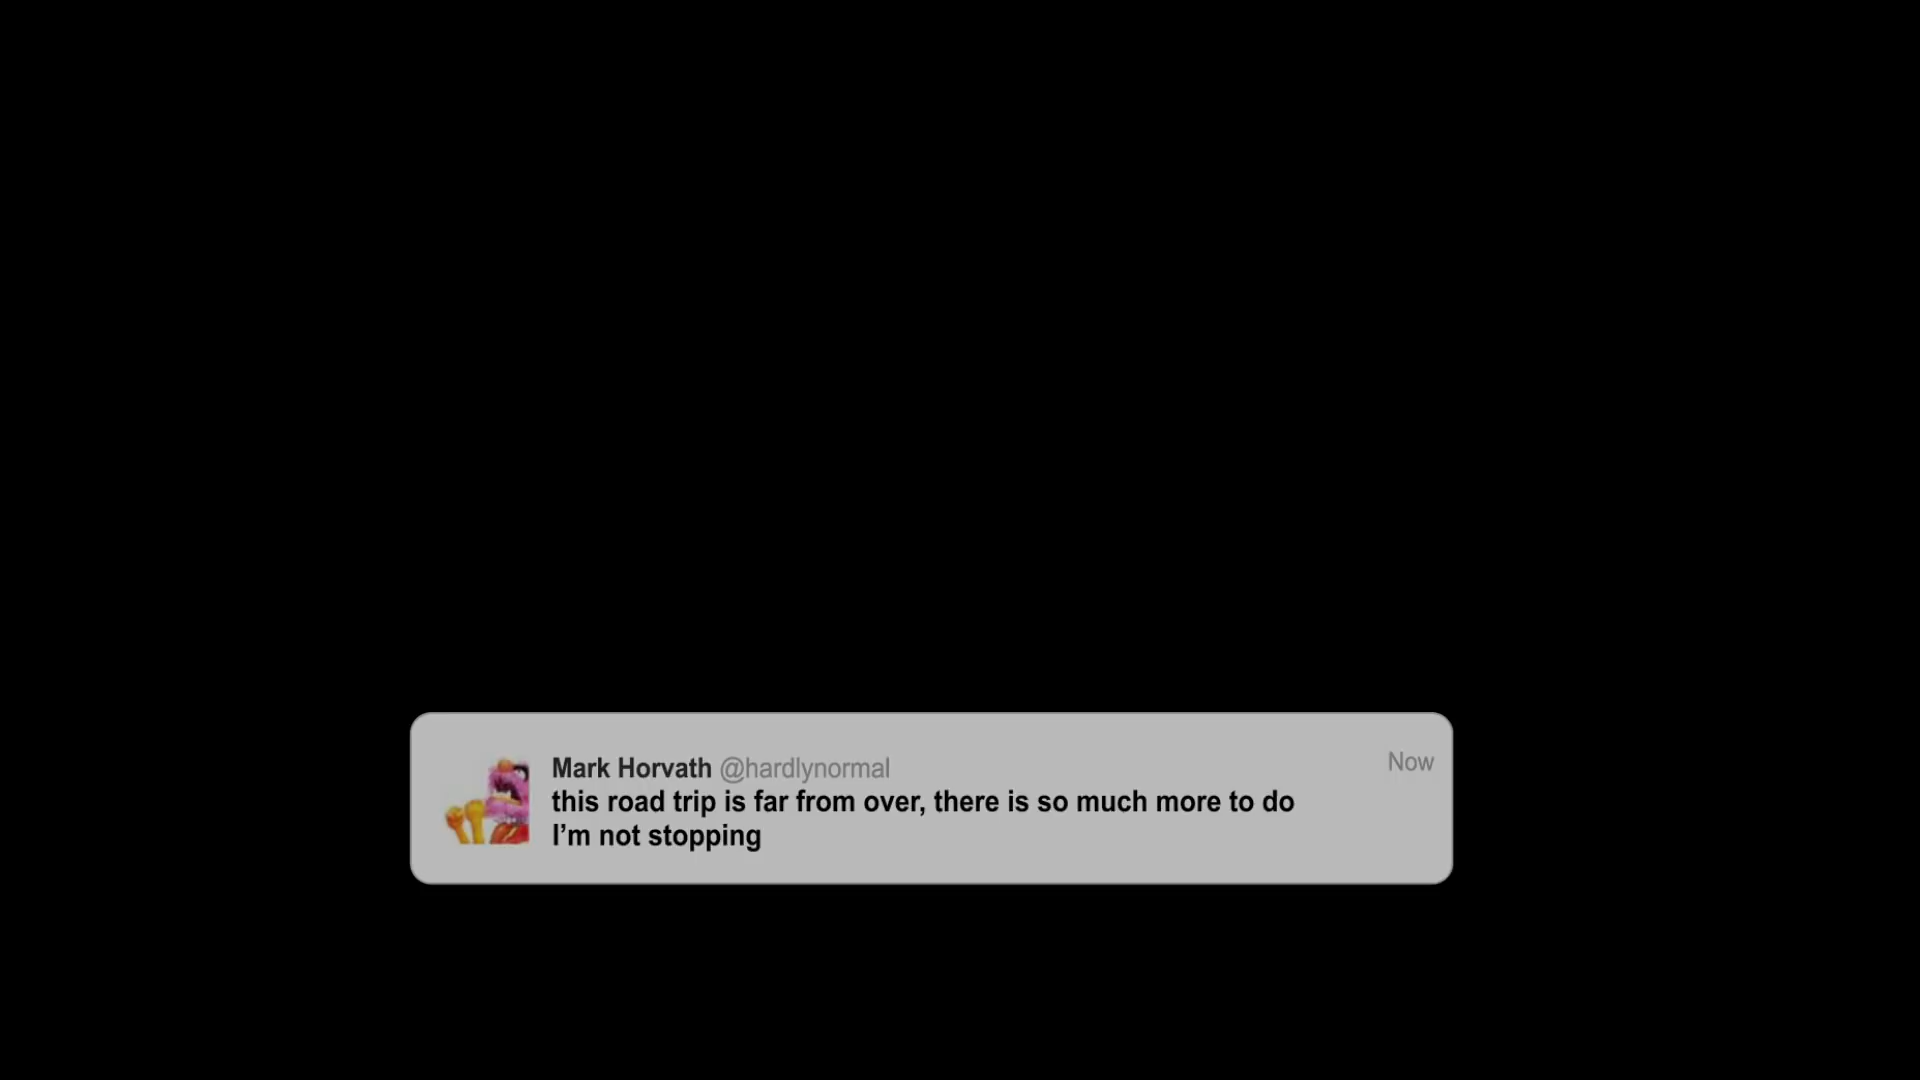 Mark Horvath @hardlynormal Now
this road trip is far from over, there is so much more to do
I’m not stopping